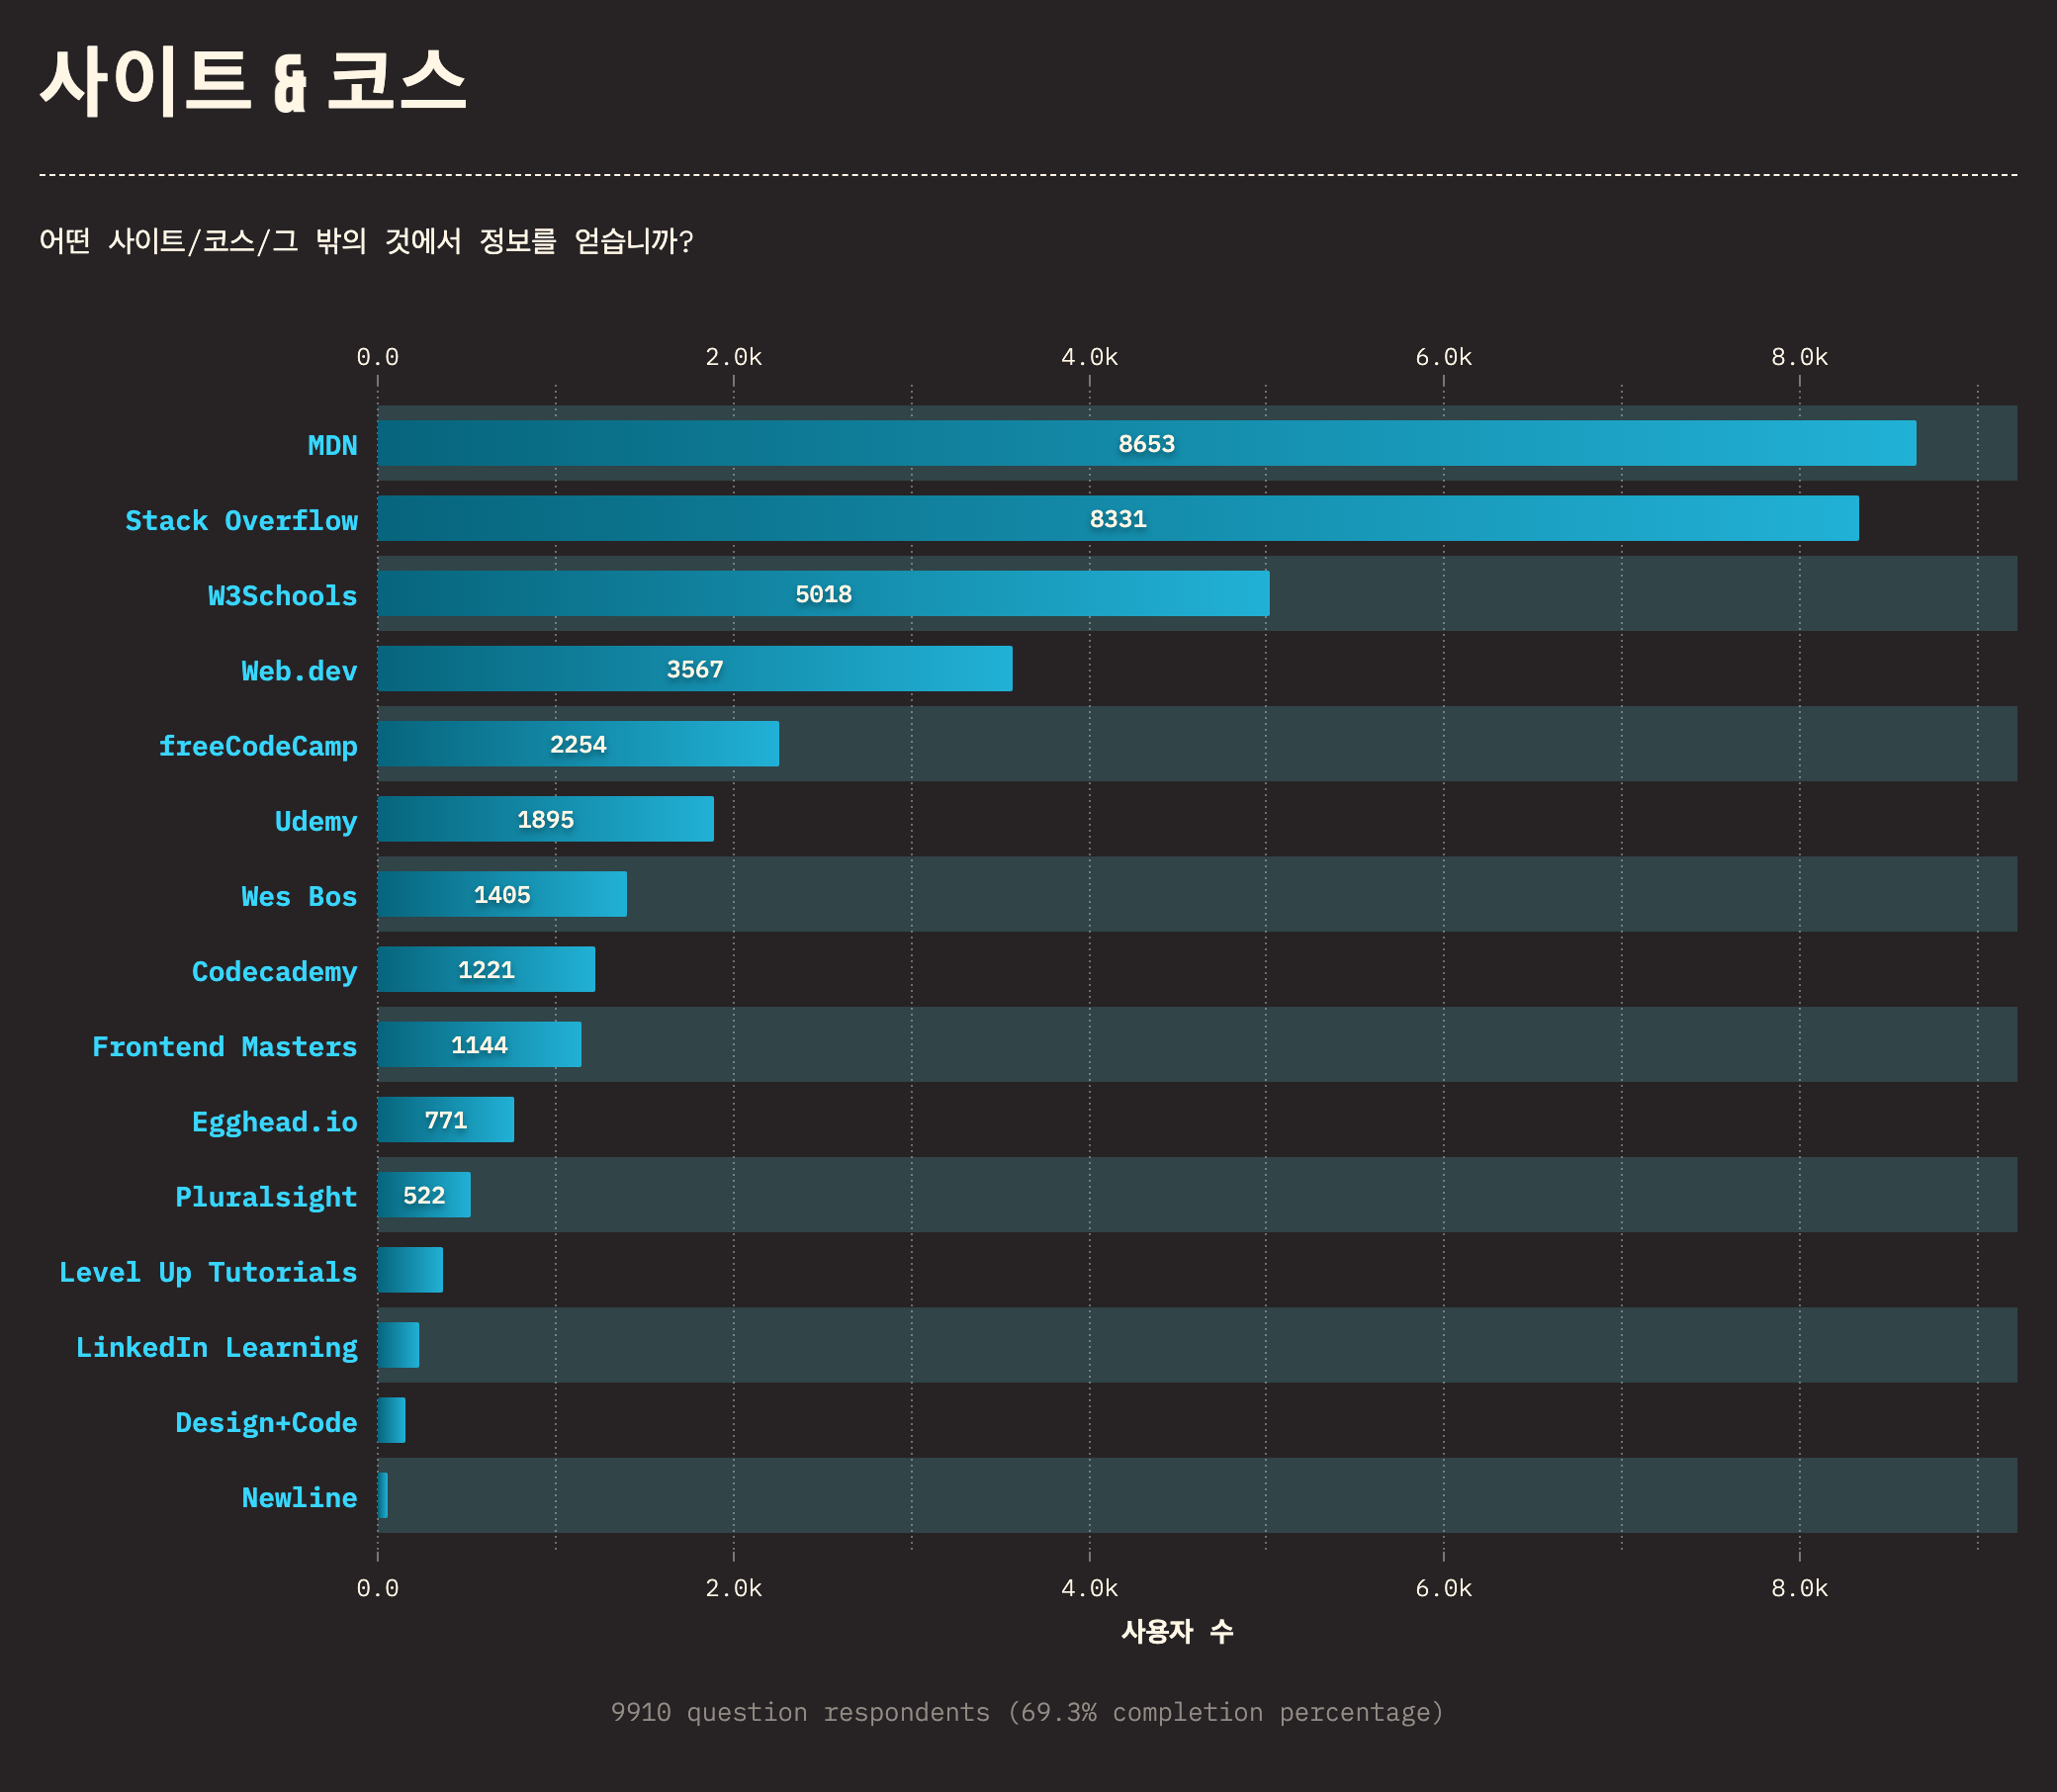 사이트 & 코스
어떤 사이트/코스/그 밖의 것에서 정보를 얻습니까?
0.0 2.0k 4.0k 6.0k 8.0k
MDN 8653
Stack Overflow 8331
W3Schools 5018
Web.dev 3567
freeCodeCamp 2254
Udemy 1895
Wes Bos 1405
Codecademy 1221
Frontend Masters 1144
Egghead.io 771
Pluralsight 522
Level Up Tutorials
LinkedIn Learning
Design+Code
Newline
0.0 2.0k 4.0k 6.0k 8.0k
사용자 수
9910 question respondents (69.3% completion percentage)